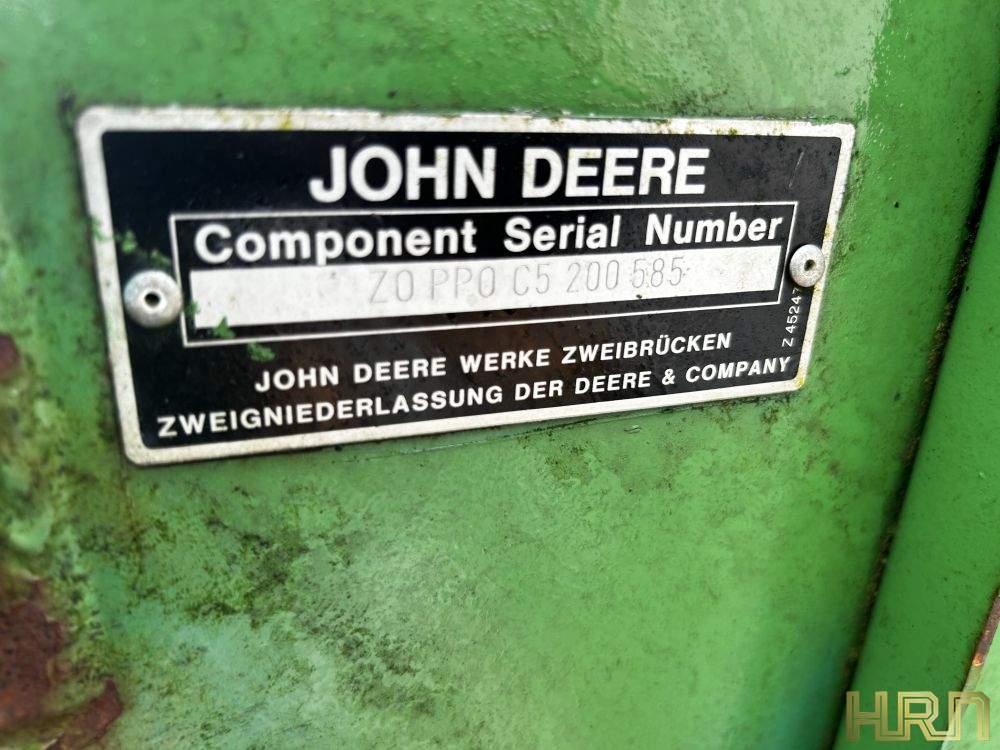 JOHN DEERE
Component Serial Number
ZO PPO C5 200 585
JOHN DEERE WERKE ZWEIBRÜCKEN
ZWEIGNIEDERLASSUNG DER DEERE & COMPANY
HRN